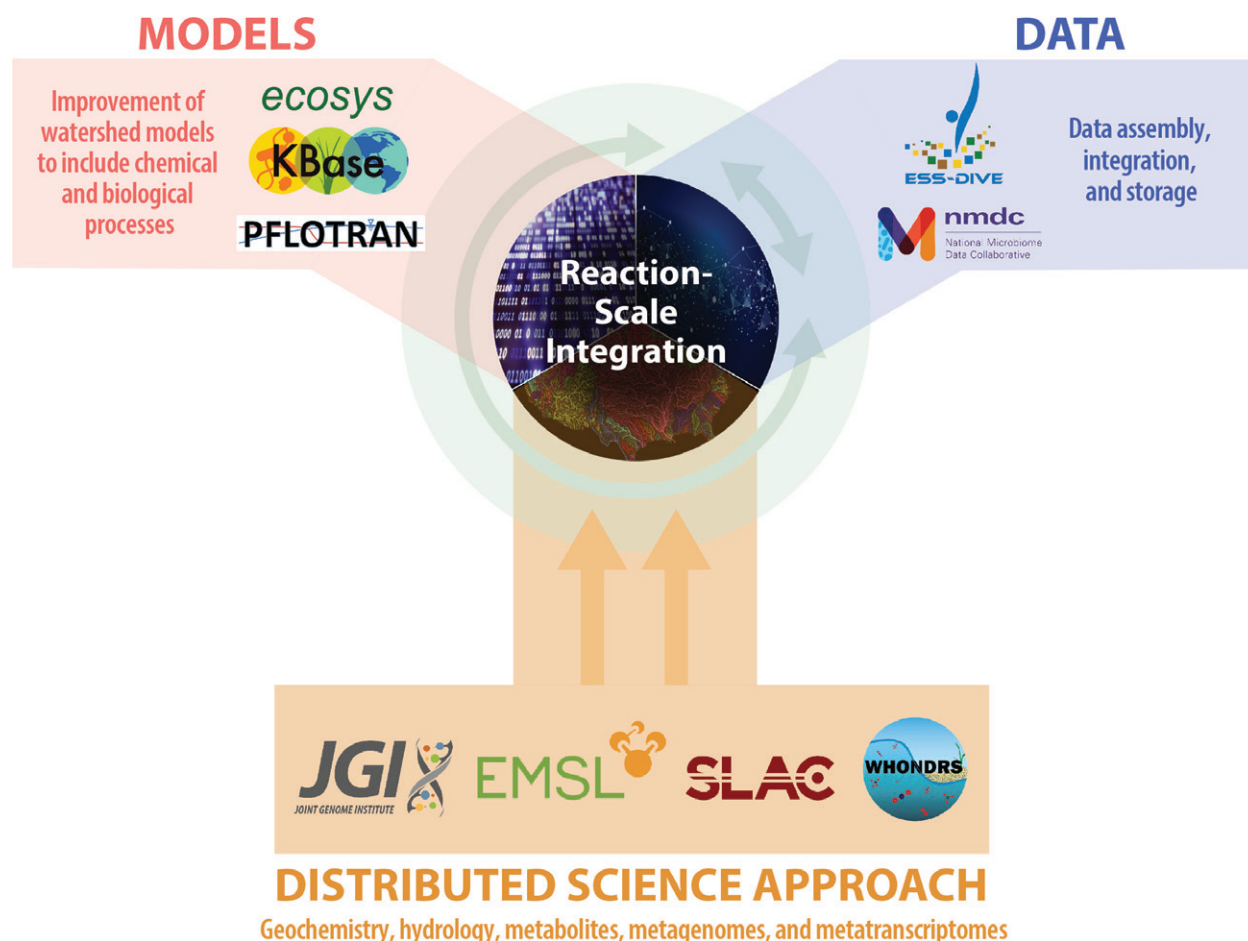 MODELS
Improvement of
watershed models
to include chemical
and biological
processes
ecosys
KBase
PFLOTRAN
DATA
ESS-DIVE
nmdc
National Microbiome
Data Collaborative
Data assembly,
integration,
and storage
Reaction-
Scale
Integration
JGI
JOINT GENOME INSTITUTE
EMSL
SLAC
WHONDRS
DISTRIBUTED SCIENCE APPROACH
Geochemistry, hydrology, metabolites, metagenomes, and metatranscriptomes